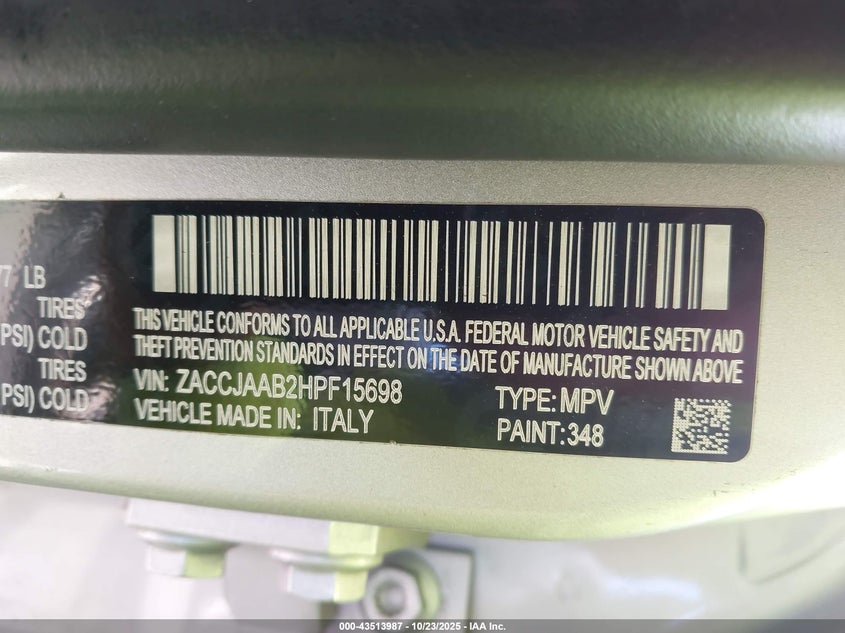 77 LB
TIRES
PSI) COLD
TIRES
PSI) COLD
THIS VEHICLE CONFORMS TO ALL APPLICABLE U.S.A. FEDERAL MOTOR VEHICLE SAFETY AND
THEFT PREVENTION STANDARDS IN EFFECT ON THE DATE OF MANUFACTURE SHOWN ABOVE
VIN: ZACCJAAB2HPF15698 TYPE: MPV
VEHICLE MADE IN: ITALY PAINT: 348
000-43513987 - 10/23/2025 - IAA Inc.